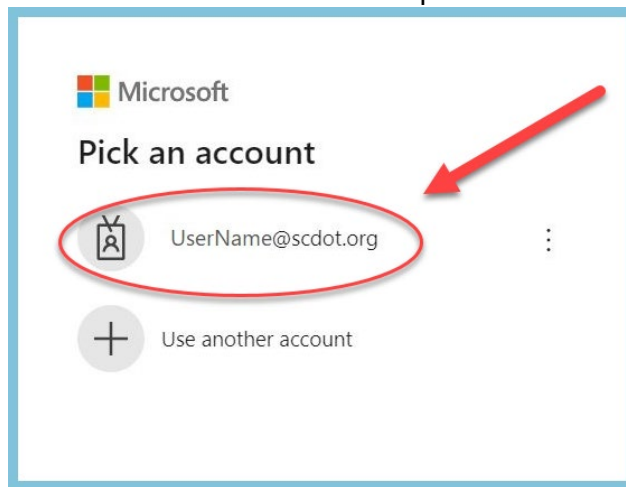 Microsoft
Pick an account
UserName@scdot.org
Use another account